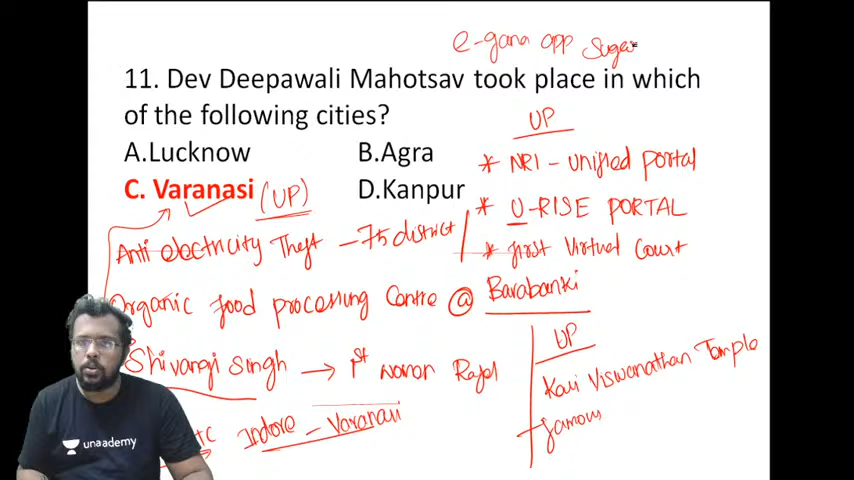 e-gana app Sugar
11. Dev Deepawali Mahotsav took place in which
of the following cities?
A.Lucknow B.Agra
C. Varanasi (UP) D.Kanpur
UP
* NRI - Unified Portal
* U-RISE PORTAL
* first Virtual Court
Anti electricity Theft - 75 district
Organic food processing Centre @ Barabanki
Shivangi Singh → 1st women Rafel
Indore - Varanasi
UP
Kasi Viswanathan Temple
famous
unacademy